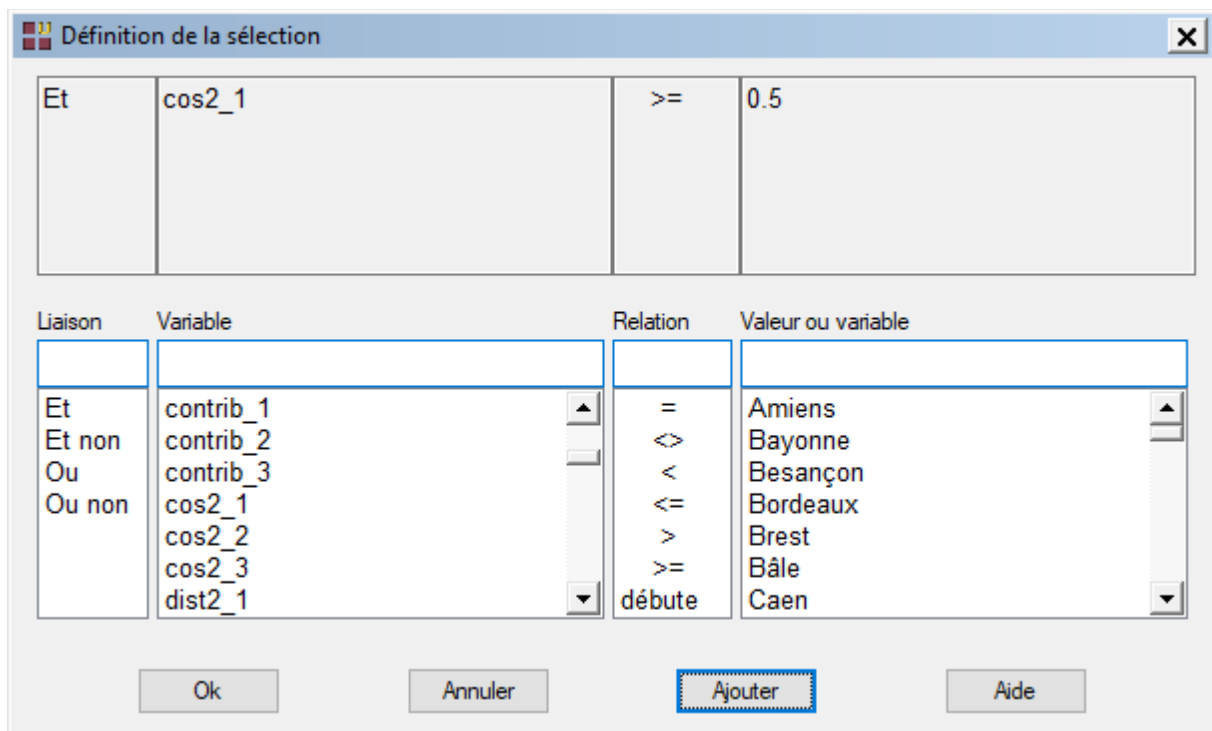 Définition de la sélection
Et cos2_1 >= 0.5
Liaison Variable Relation Valeur ou variable
Et contrib_1 = Amiens
Et non contrib_2 <> Bayonne
Ou contrib_3 < Besançon
Ou non cos2_1 <= Bordeaux
cos2_2 > Brest
cos2_3 >= Bâle
dist2_1 débute Caen
Ok Annuler Ajouter Aide